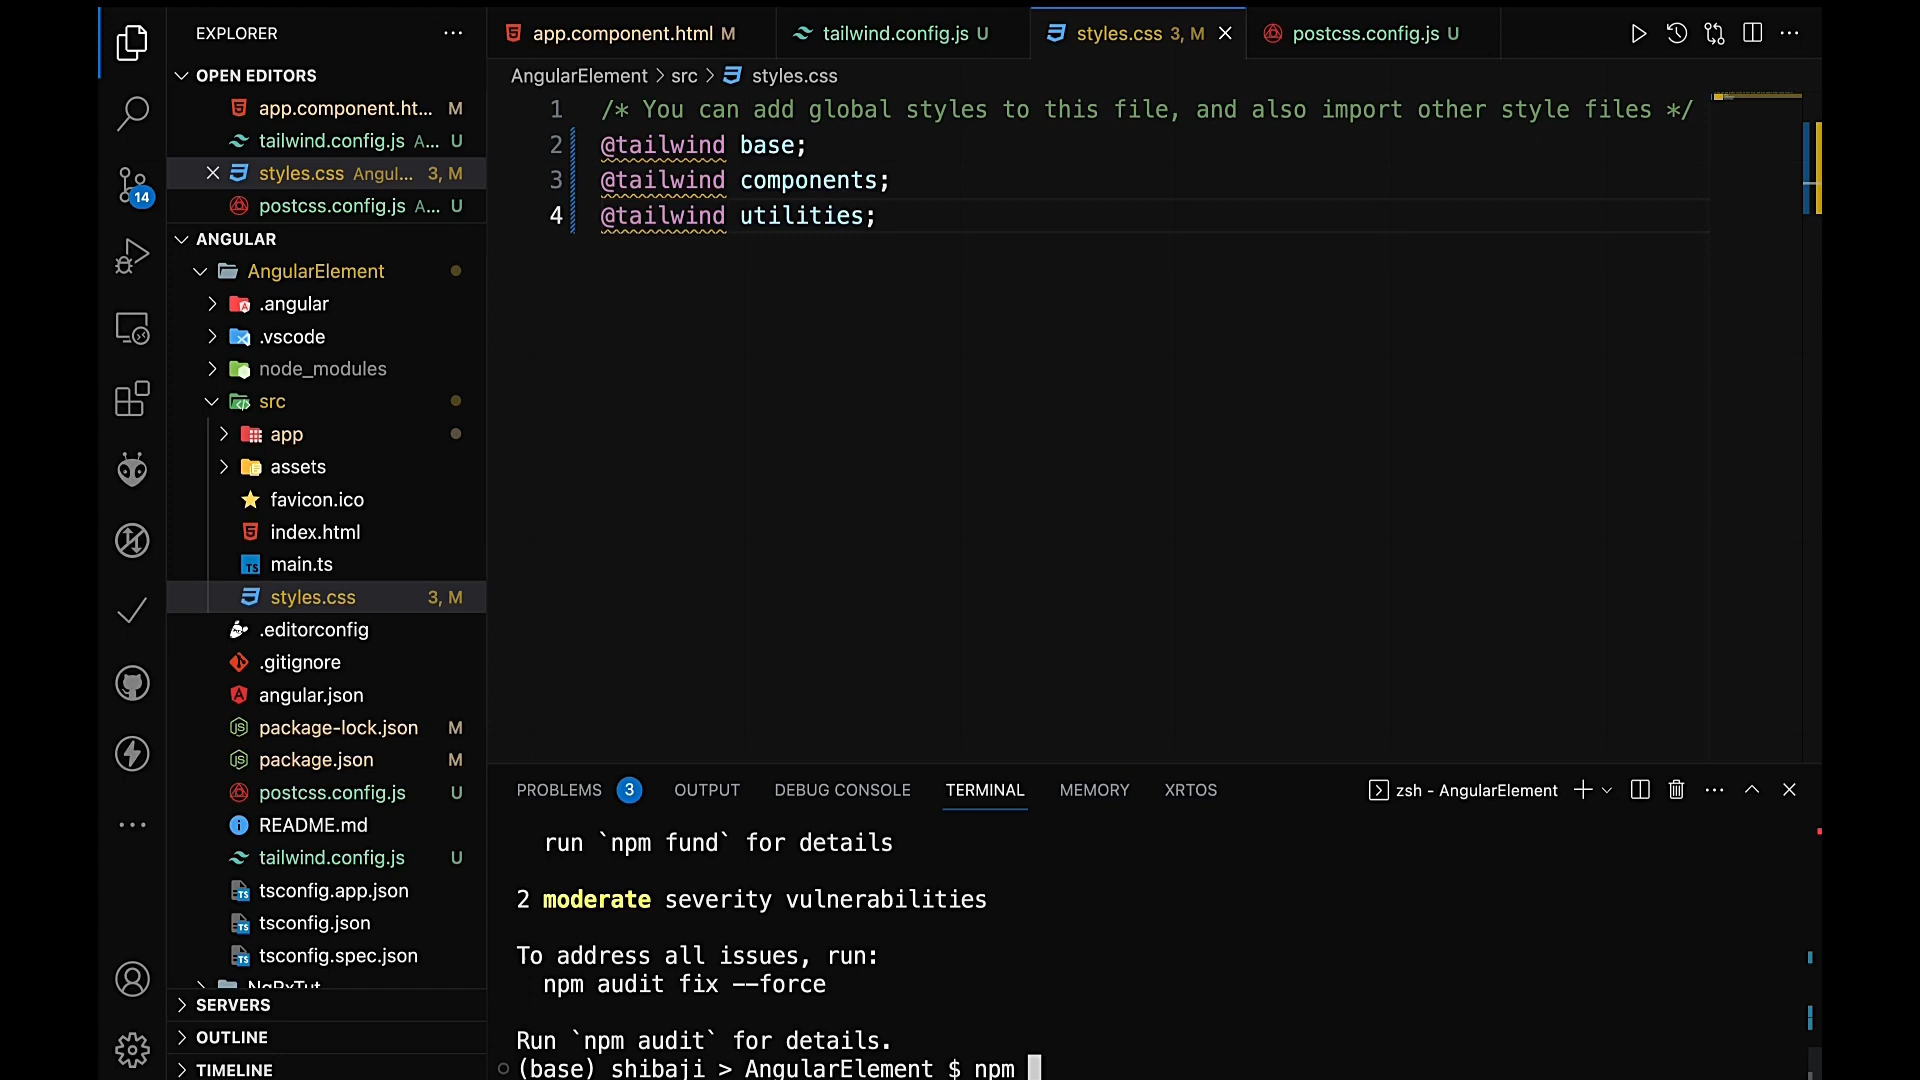 EXPLORER
OPEN EDITORS
app.component.ht... M
tailwind.config.js A... U
styles.css Angul... 3, M
postcss.config.js A... U
ANGULAR
AngularElement
.angular
.vscode
node_modules
src
app
assets
favicon.ico
index.html
TS main.ts
styles.css 3, M
.editorconfig
.gitignore
angular.json
package-lock.json M
package.json M
postcss.config.js U
README.md
tailwind.config.js U
tsconfig.app.json
tsconfig.json
tsconfig.spec.json
NgRxTut
SERVERS
OUTLINE
TIMELINE
14
app.component.html M
tailwind.config.js U
styles.css 3, M
postcss.config.js U
AngularElement > src > styles.css
1 /* You can add global styles to this file, and also import other style files */
2 @tailwind base;
3 @tailwind components;
4 @tailwind utilities;
PROBLEMS 3 OUTPUT DEBUG CONSOLE TERMINAL MEMORY XRTOS
zsh - AngularElement
run `npm fund` for details
2 moderate severity vulnerabilities
To address all issues, run:
npm audit fix --force
Run `npm audit` for details.
(base) shibaji > AngularElement $ npm